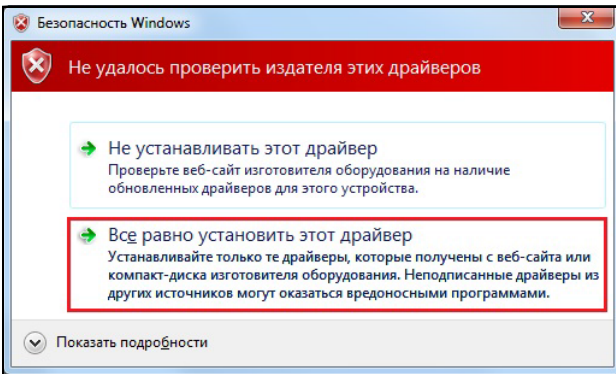 Безопасность Windows
Не удалось проверить издателя этих драйверов
Не устанавливать этот драйвер
Проверьте веб-сайт изготовителя оборудования на наличие
обновленных драйверов для этого устройства.
Все равно установить этот драйвер
Устанавливайте только те драйверы, которые получены с веб-сайта или
компакт-диска изготовителя оборудования. Неподписанные драйверы из
других источников могут оказаться вредоносными программами.
Показать подробности